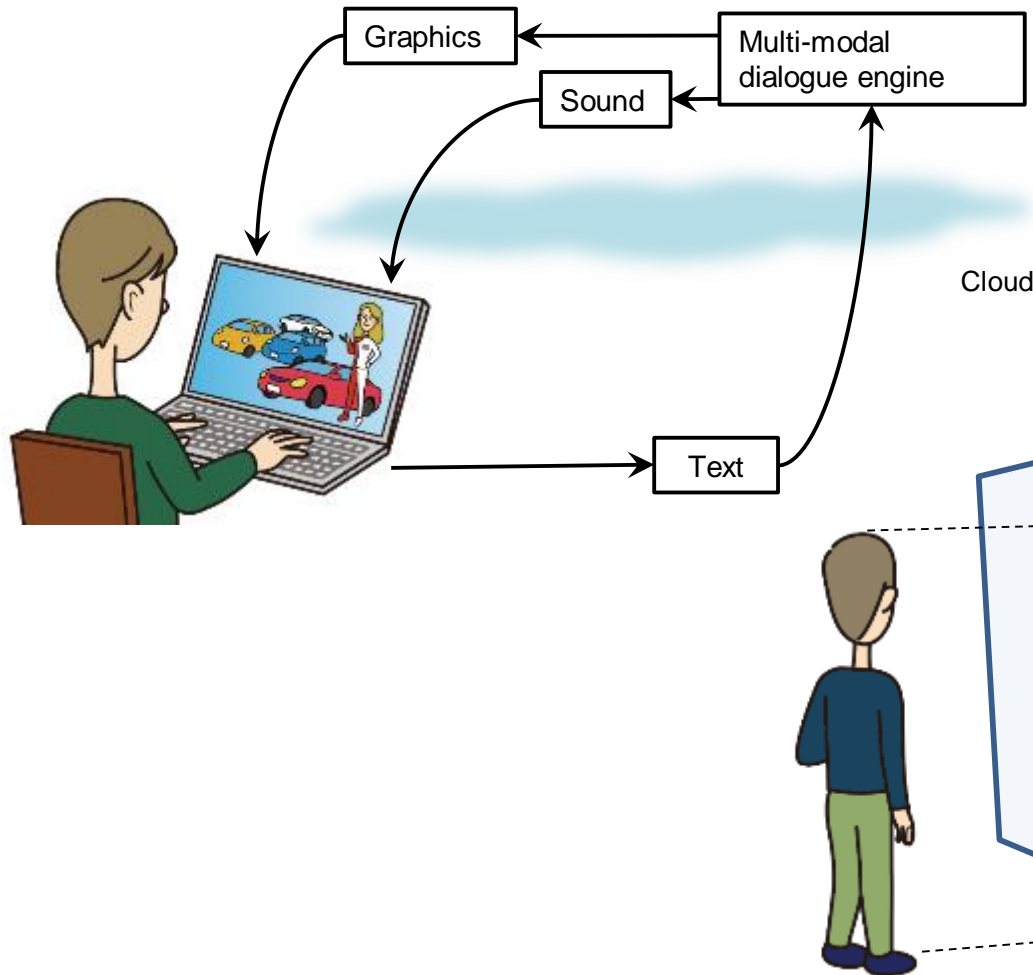 Graphics
Multi-modal
dialogue engine
Sound
Cloud
Text